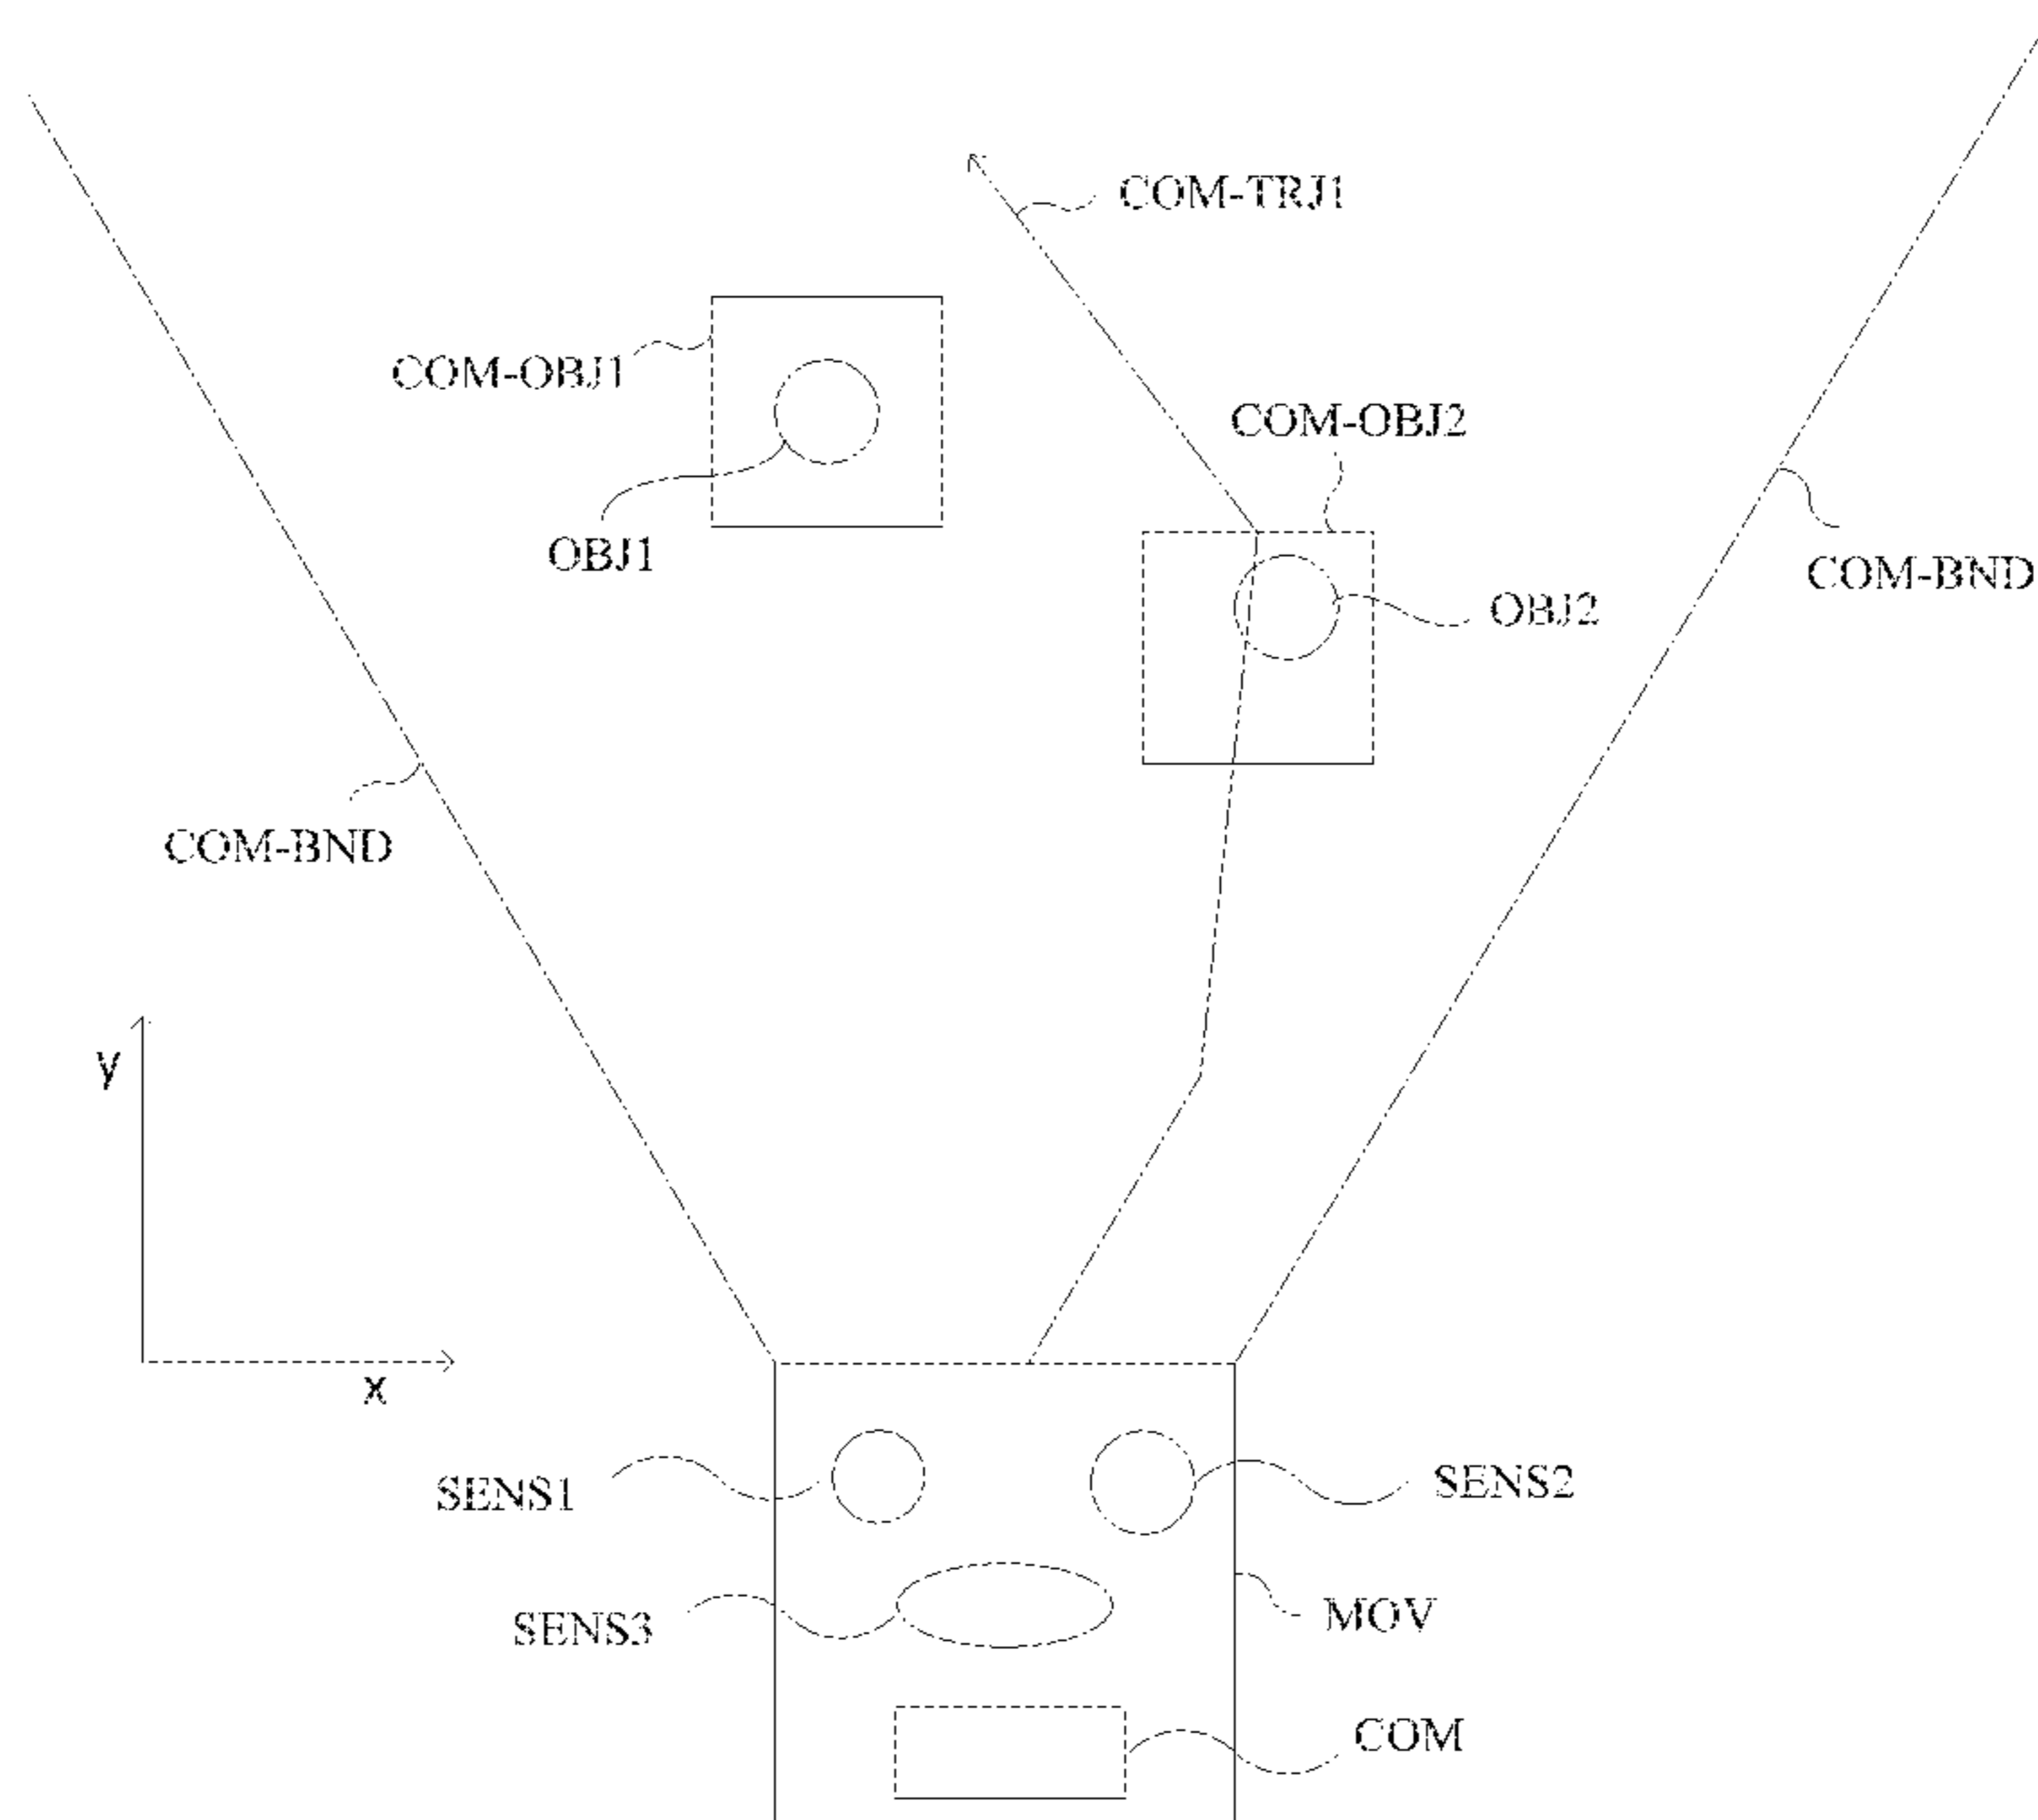 COM-TRJ1
COM-OBJ1
COM-OBJ2
OBJ1
COM-BND
OBJ2
COM-BND
y
x
SENS1
SENS2
SENS3
MOV
COM